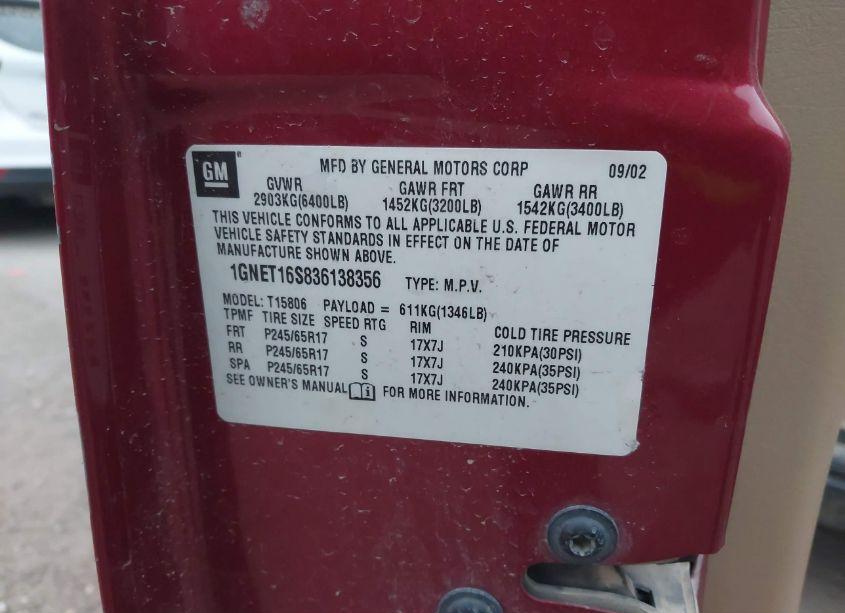 GM
MFD BY GENERAL MOTORS CORP 09/02
GVWR GAWR FRT GAWR RR
2903KG(6400LB) 1452KG(3200LB) 1542KG(3400LB)
THIS VEHICLE CONFORMS TO ALL APPLICABLE U.S. FEDERAL MOTOR
VEHICLE SAFETY STANDARDS IN EFFECT ON THE DATE OF
MANUFACTURE SHOWN ABOVE.
1GNET16S836138356 TYPE: M.P.V.
MODEL: T15806 PAYLOAD = 611KG(1346LB)
TPMF TIRE SIZE SPEED RTG RIM COLD TIRE PRESSURE
FRT P245/65R17 S 17X7J 210KPA(30PSI)
RR P245/65R17 S 17X7J 240KPA(35PSI)
SPA P245/65R17 S 17X7J 240KPA(35PSI)
SEE OWNER'S MANUAL i FOR MORE INFORMATION.